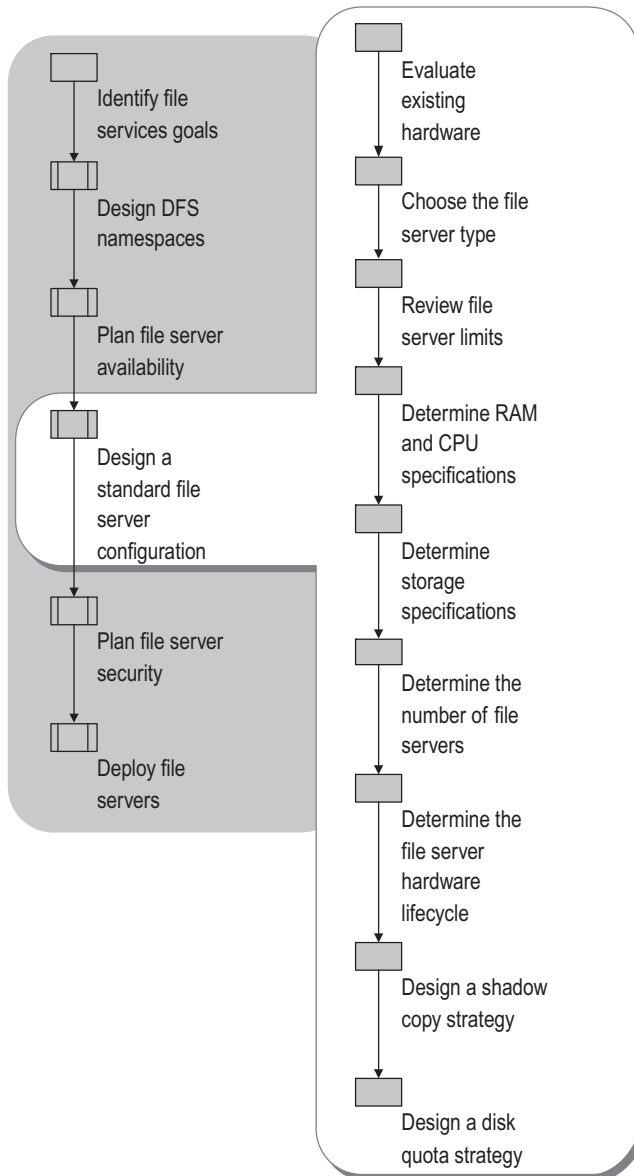 Identify file
services goals
Design DFS
namespaces
Plan file server
availability
Design a
standard file
server
configuration
Plan file server
security
Deploy file
servers
Evaluate
existing
hardware
Choose the file
server type
Review file
server limits
Determine RAM
and CPU
specifications
Determine
storage
specifications
Determine the
number of file
servers
Determine the
file server
hardware
lifecycle
Design a shadow
copy strategy
Design a disk
quota strategy